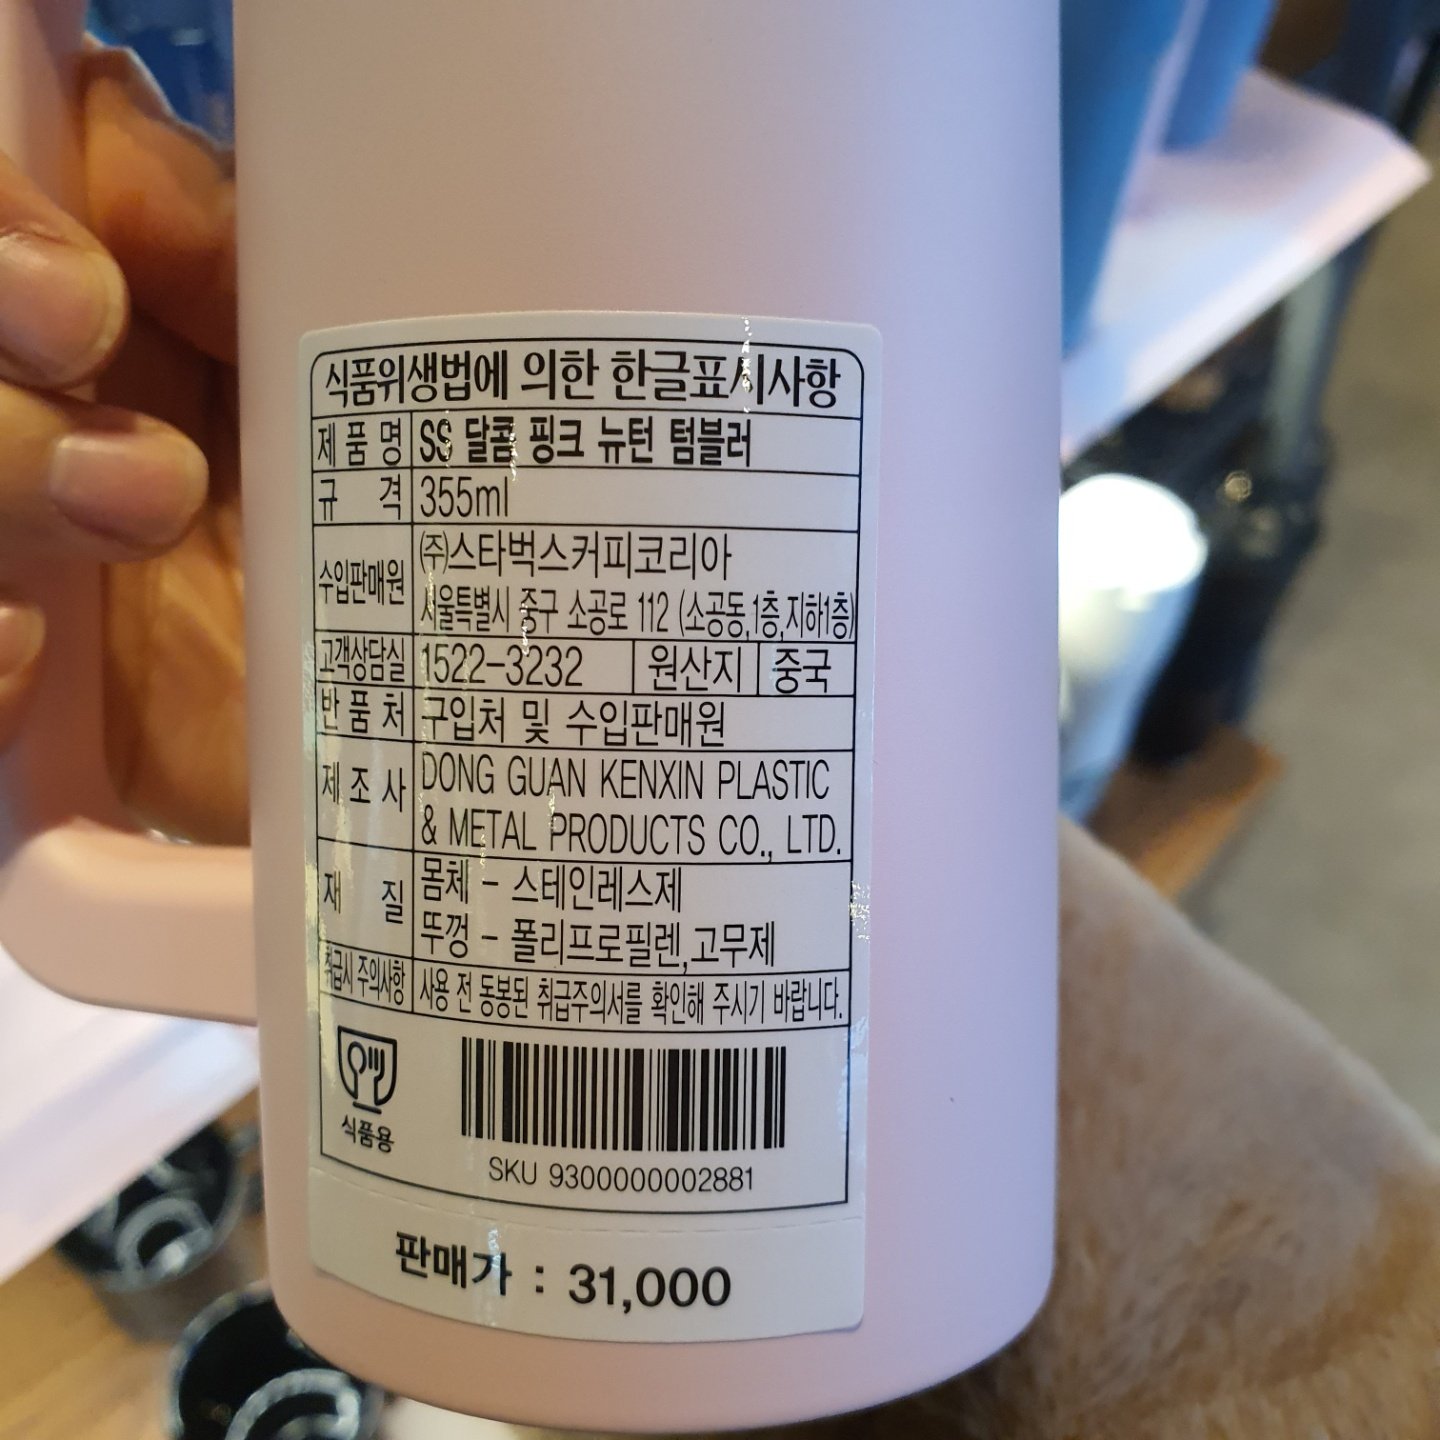 식품위생법에 의한 한글표시사항
제품명 SS 달콤 핑크 뉴턴 텀블러
규격 355ml
수입판매원 (주)스타벅스커피코리아
서울특별시 중구 소공로 112 (소공동,1층,지하1층)
고객상담실 1522-3232 원산지 중국
반품처 구입처 및 수입판매원
제조사 DONG GUAN KENXIN PLASTIC
& METAL PRODUCTS CO., LTD.
재질 몸체 - 스테인레스제
뚜껑 - 폴리프로필렌,고무제
취급시 주의사항 사용 전 동봉된 취급주의서를 확인해 주시기 바랍니다.
식품용
SKU 9300000002881
판매가 : 31,000